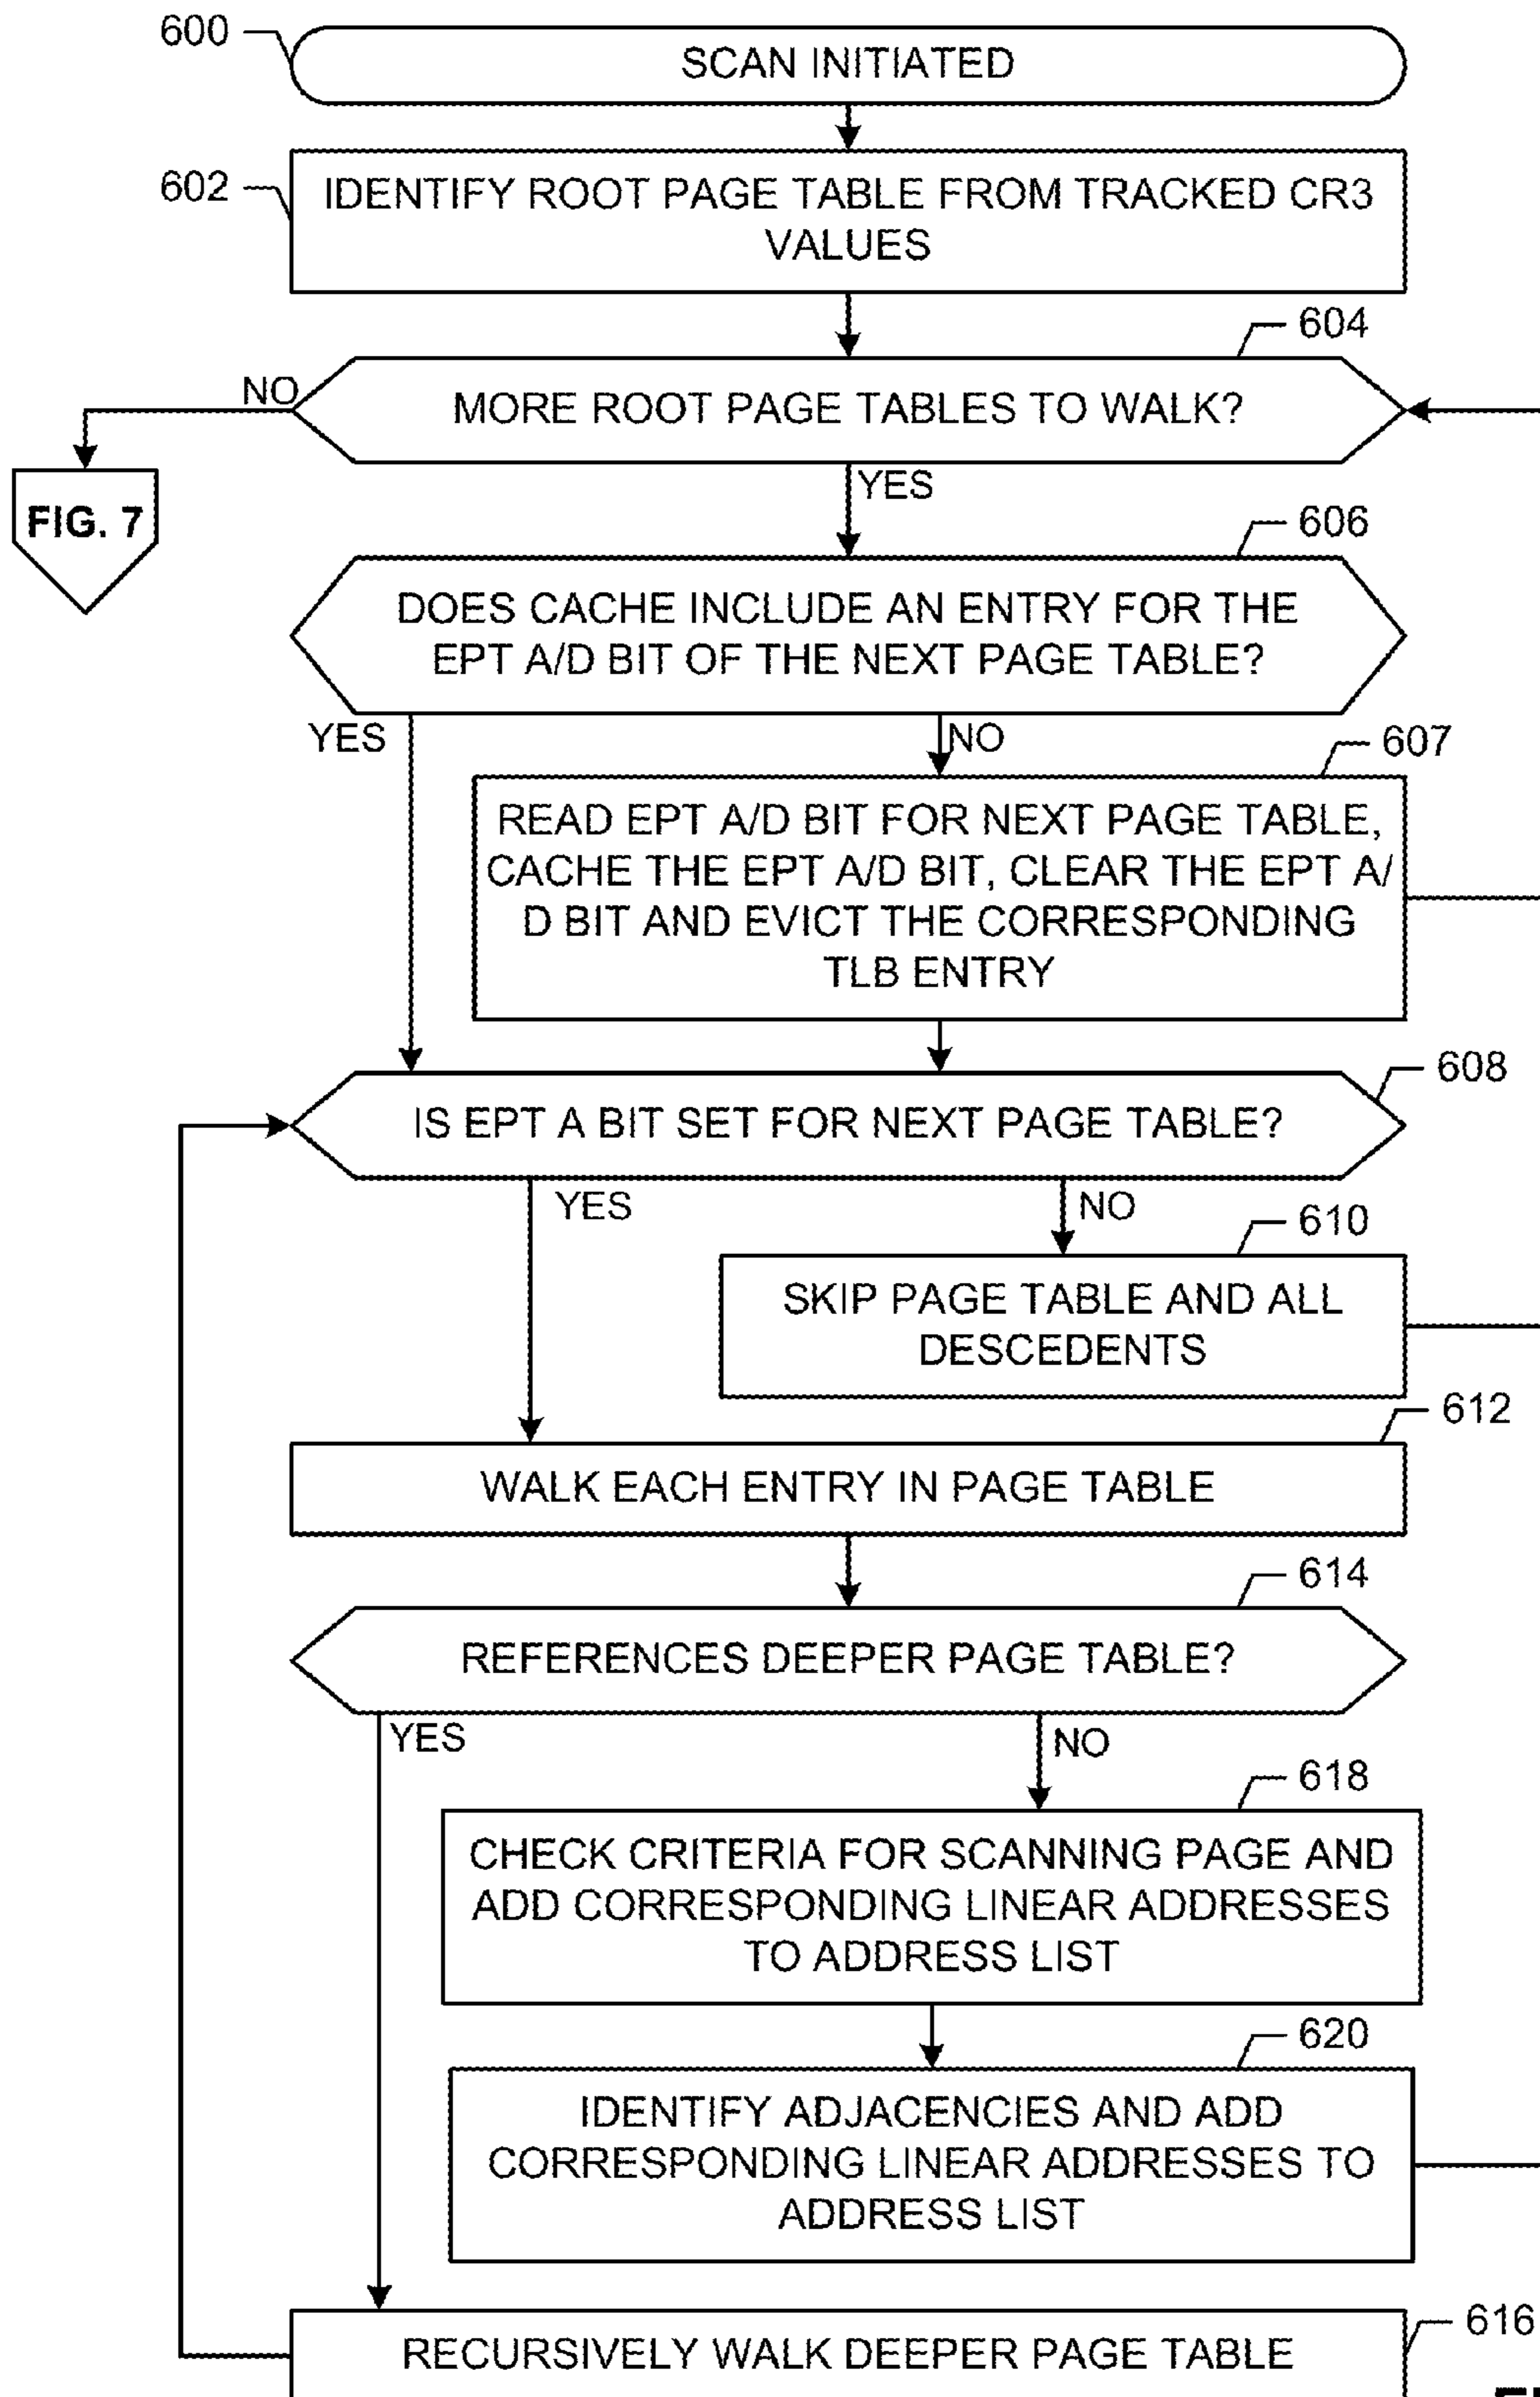 600
SCAN INITIATED
602
IDENTIFY ROOT PAGE TABLE FROM TRACKED CR3
VALUES
604
NO
MORE ROOT PAGE TABLES TO WALK?
YES
FIG. 7
606
DOES CACHE INCLUDE AN ENTRY FOR THE
EPT A/D BIT OF THE NEXT PAGE TABLE?
YES
NO
607
READ EPT A/D BIT FOR NEXT PAGE TABLE,
CACHE THE EPT A/D BIT, CLEAR THE EPT A/
D BIT AND EVICT THE CORRESPONDING
TLB ENTRY
608
IS EPT A BIT SET FOR NEXT PAGE TABLE?
YES
NO
610
SKIP PAGE TABLE AND ALL
DESCEDENTS
612
WALK EACH ENTRY IN PAGE TABLE
614
REFERENCES DEEPER PAGE TABLE?
YES
NO
618
CHECK CRITERIA FOR SCANNING PAGE AND
ADD CORRESPONDING LINEAR ADDRESSES
TO ADDRESS LIST
620
IDENTIFY ADJACENCIES AND ADD
CORRESPONDING LINEAR ADDRESSES TO
ADDRESS LIST
616
RECURSIVELY WALK DEEPER PAGE TABLE